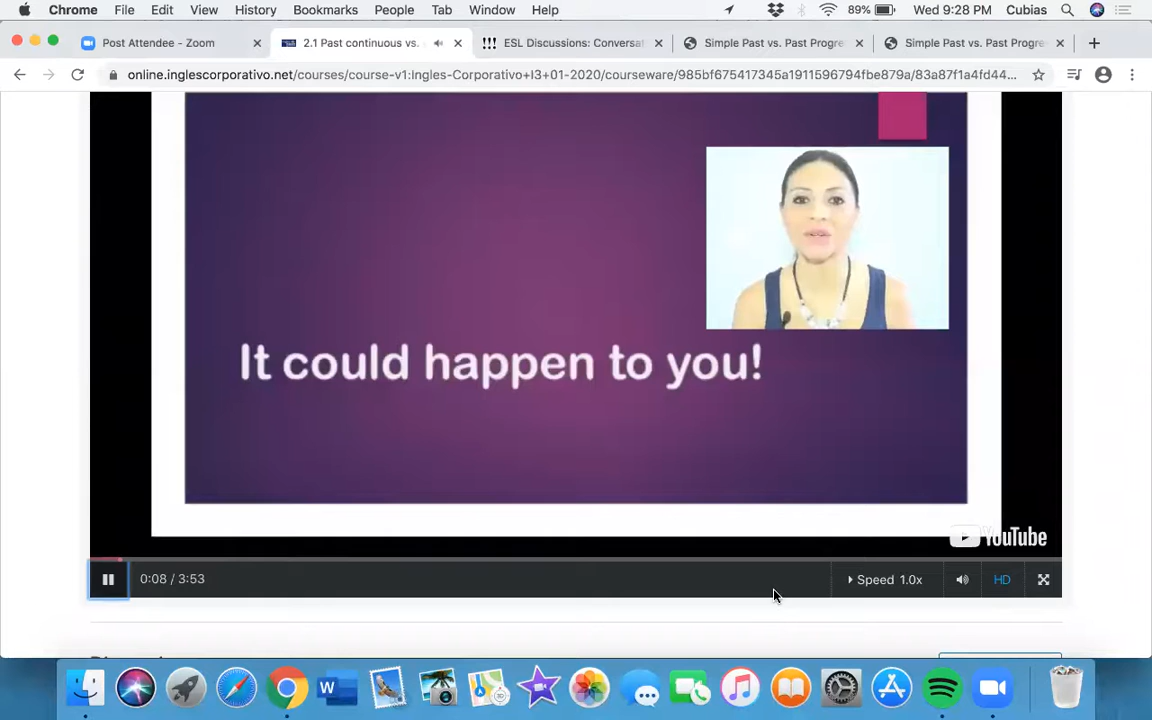 Chrome File Edit View History Bookmarks People Tab Window Help 89% Wed 9:28 PM Cubias
Post Attendee - Zoom
2.1 Past continuous vs.
ESL Discussions: Conversat
Simple Past vs. Past Progre
Simple Past vs. Past Progre
online.inglescorporativo.net/courses/course-v1:Ingles-Corporativo+I3+01-2020/courseware/985bf675417345a1911596794fbe879a/83a87f1a4fd44...
It could happen to you!
YouTube
0:08 / 3:53
Speed 1.0x
HD